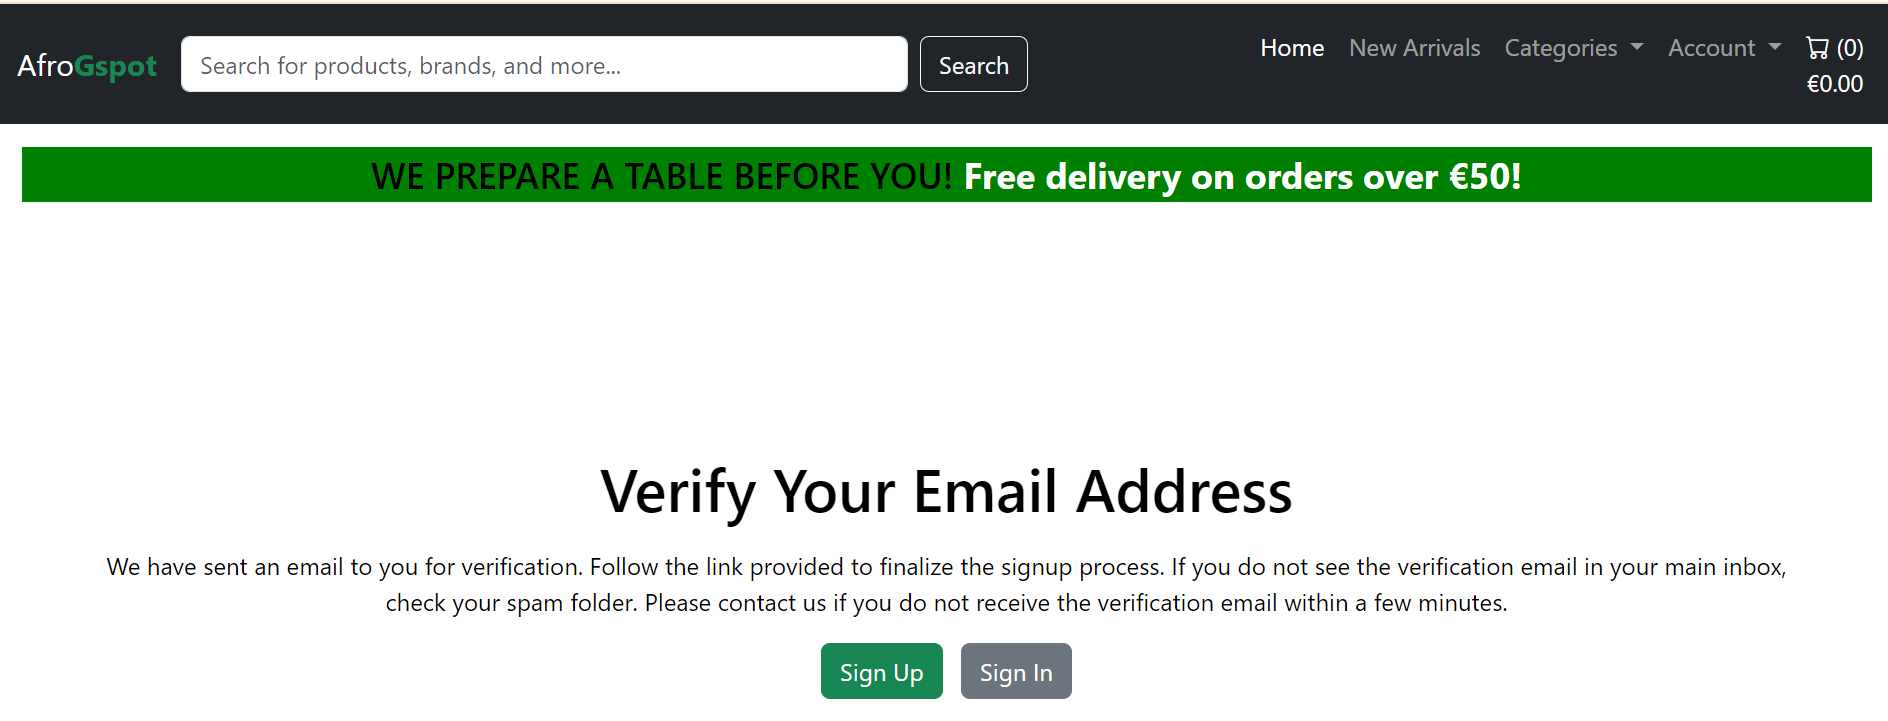 AfroGspot
Search for products, brands, and more...
Search
Home
New Arrivals
Categories
Account
(0)
€0.00
WE PREPARE A TABLE BEFORE YOU! Free delivery on orders over €50!
Verify Your Email Address
We have sent an email to you for verification. Follow the link provided to finalize the signup process. If you do not see the verification email in your main inbox,
check your spam folder. Please contact us if you do not receive the verification email within a few minutes.
Sign Up
Sign In